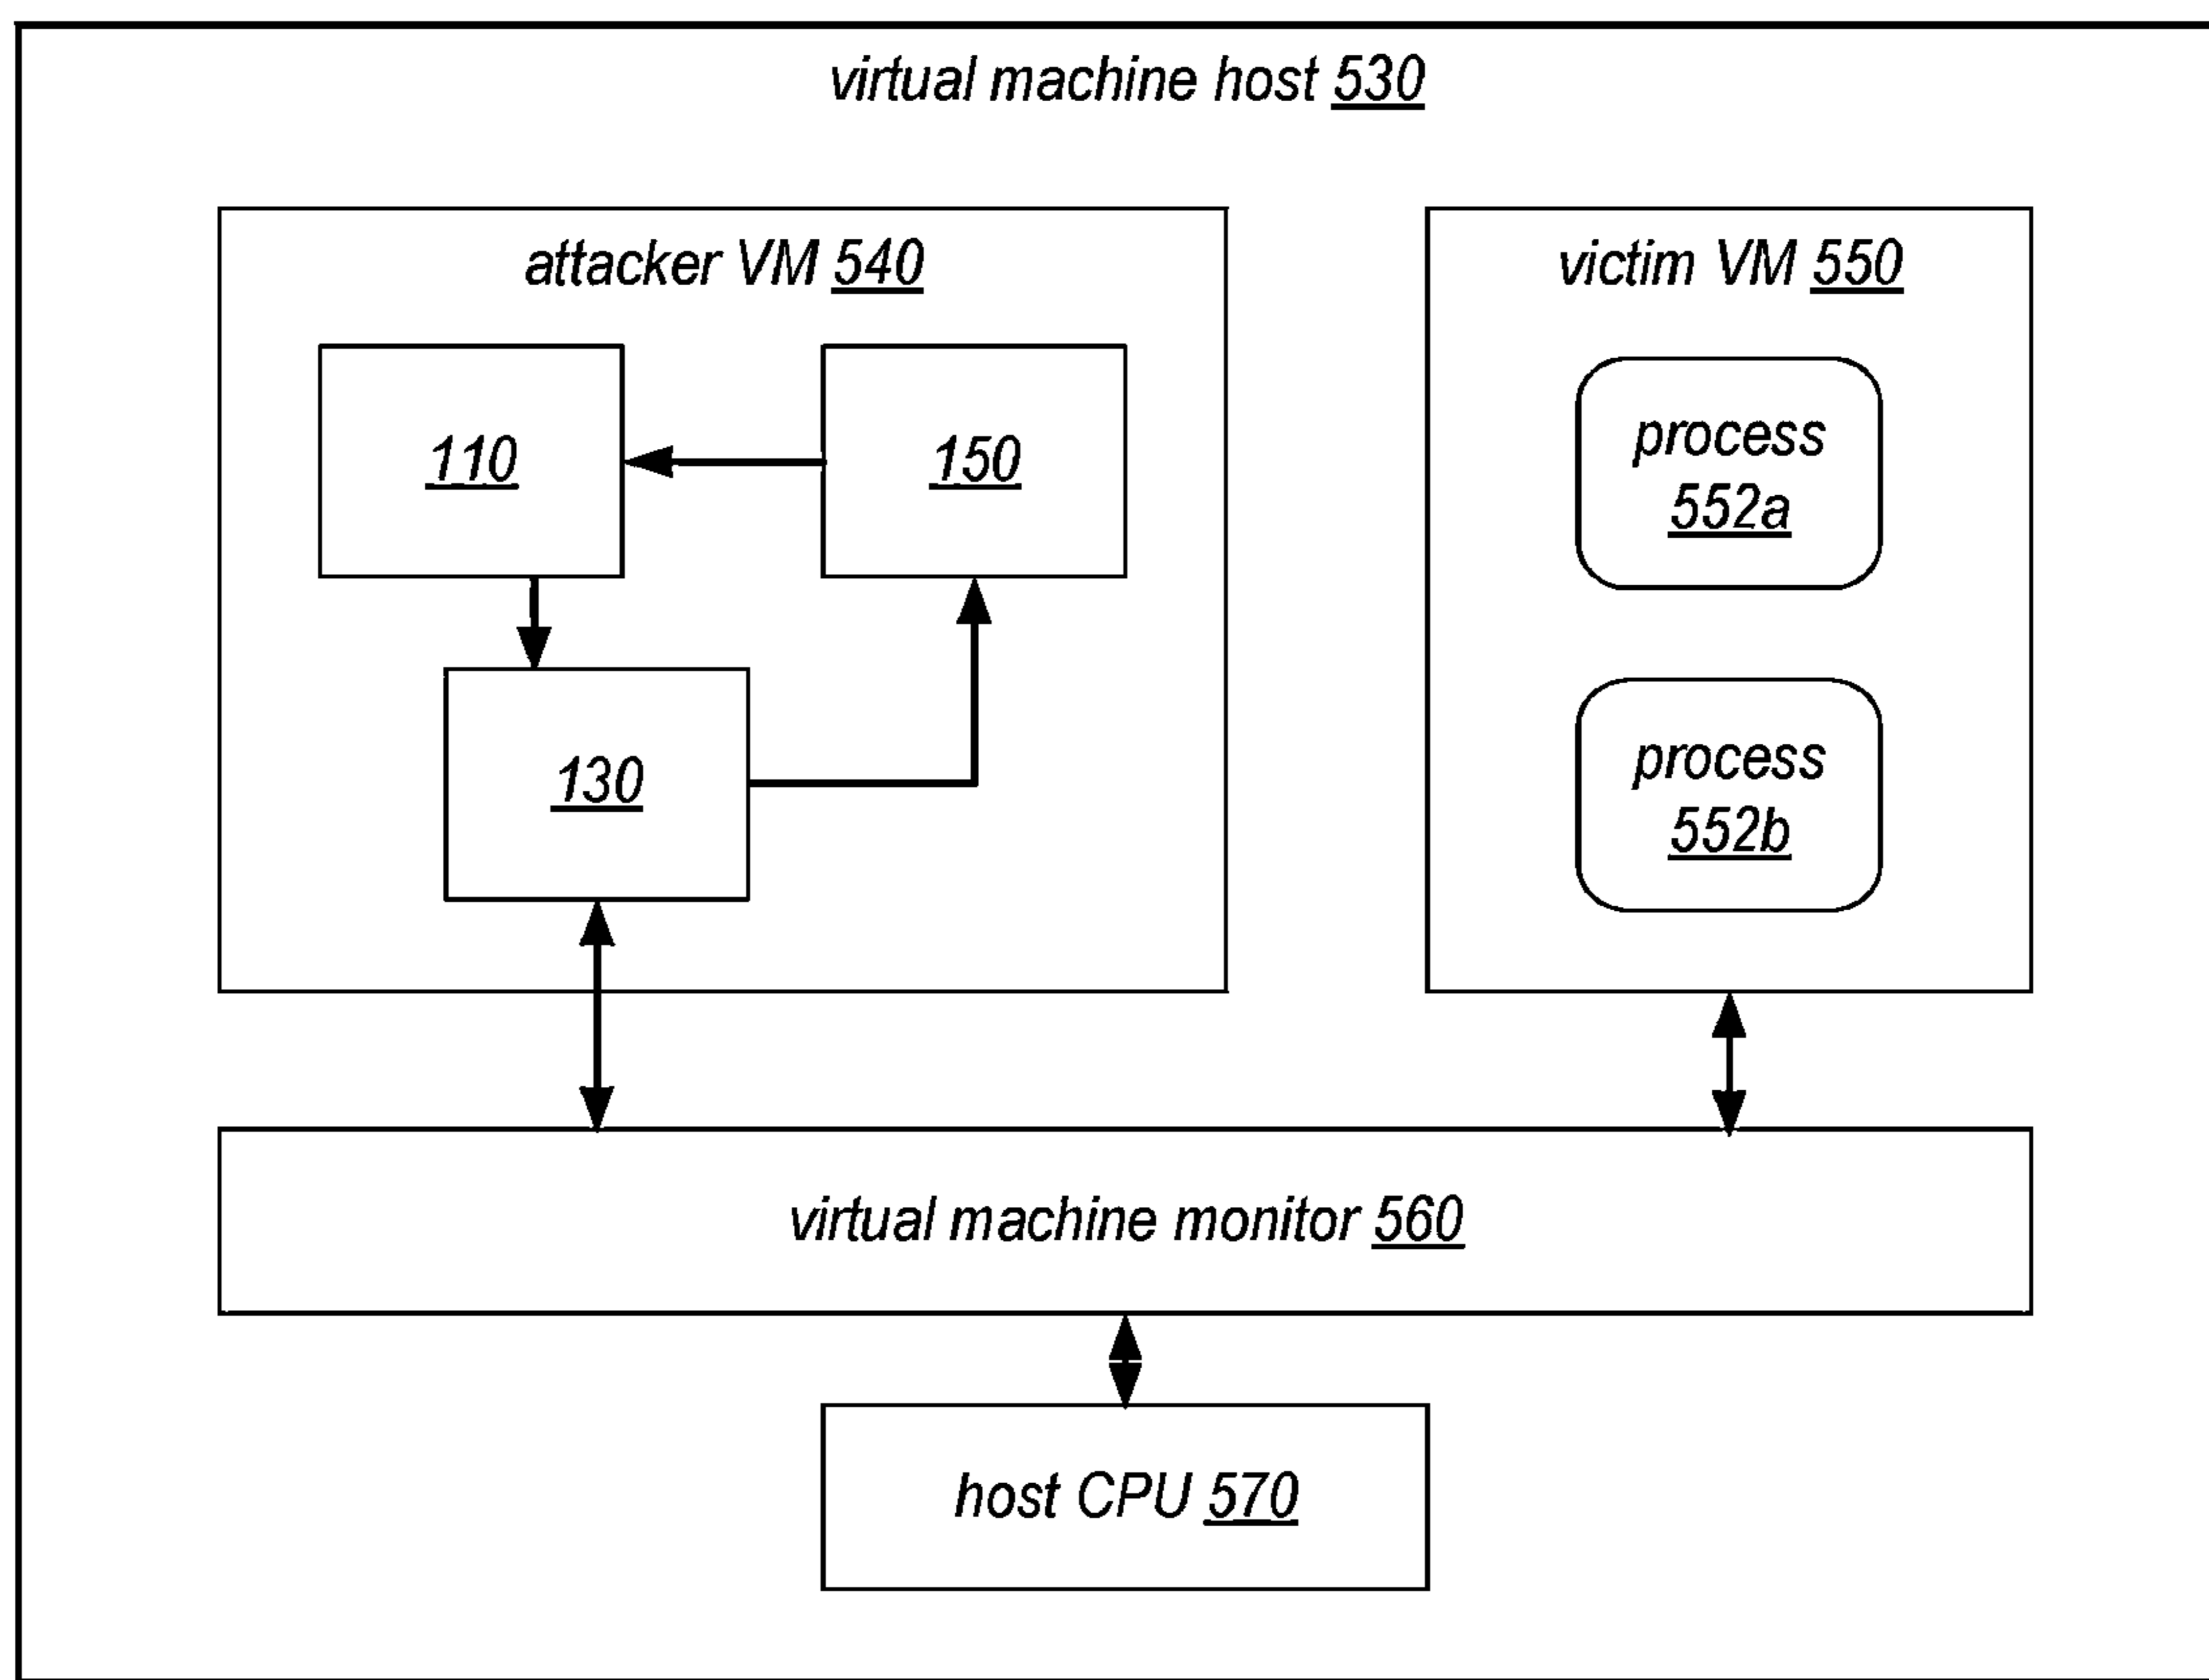 virtual machine host 530
attacker VM 540
110
150
130
victim VM 550
process
552a
process
552b
virtual machine monitor 560
host CPU 570